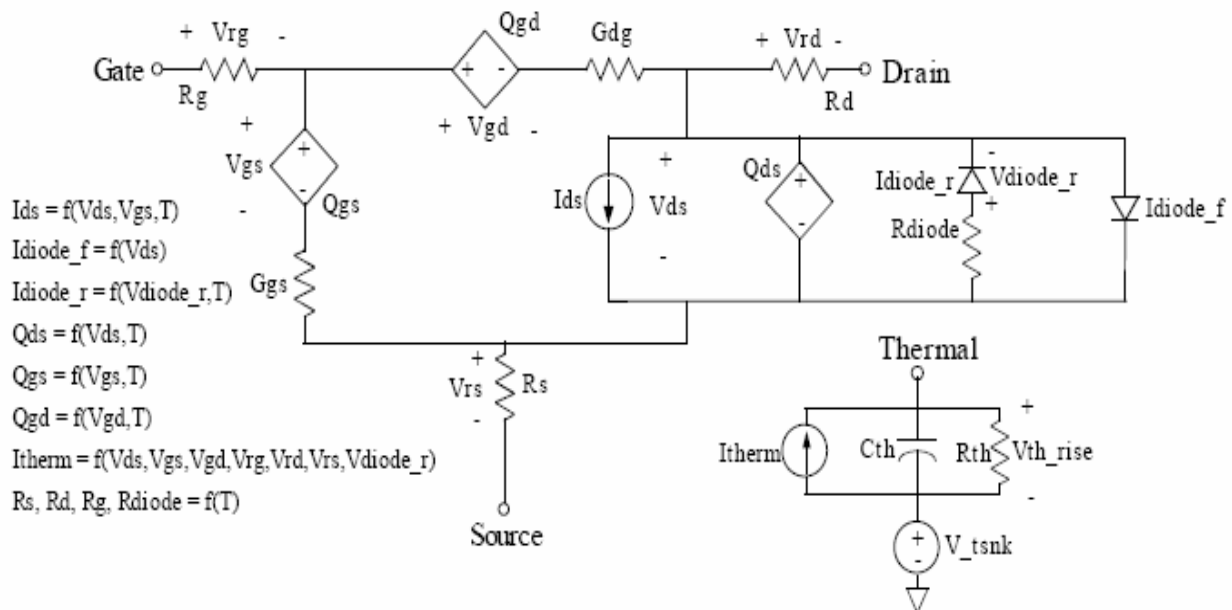 + Vrg -
Gate
Rg
Qgd
+ -
+ Vgd -
Gdg
+ Vrd -
Rd
Drain
+
Vgs
-
+
-
Qgs
Ggs
Ids
+
Vds
-
Qds
+
-
-
Idiode_r
Vdiode_r
+
Rdiode
Idiode_f
Ids = f(Vds,Vgs,T)
Idiode_f = f(Vds)
Idiode_r = f(Vdiode_r,T)
Qds = f(Vds,T)
Qgs = f(Vgs,T)
Qgd = f(Vgd,T)
Itherm = f(Vds,Vgs,Vgd,Vrg,Vrd,Vrs,Vdiode_r)
Rs, Rd, Rg, Rdiode = f(T)
+
Vrs
-
Rs
Source
Thermal
Itherm
Cth
Rth
+
Vth_rise
-
+
-
V_tsnk